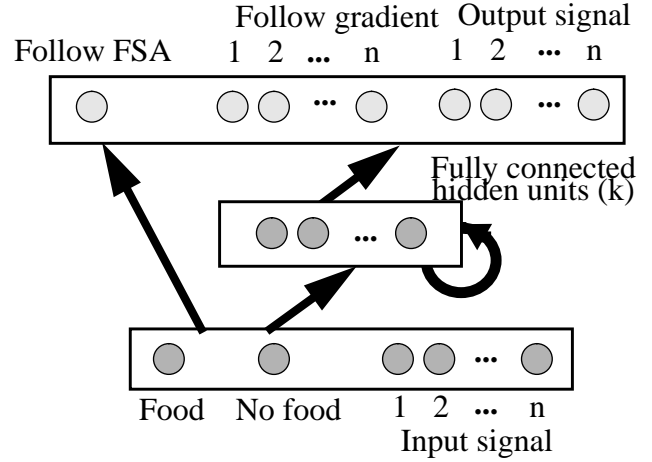 Follow gradient Output signal
Follow FSA 1 2 ... n 1 2 ... n
... ...
Fully connected
hidden units (k)
...
...
Food No food 1 2 ... n
Input signal